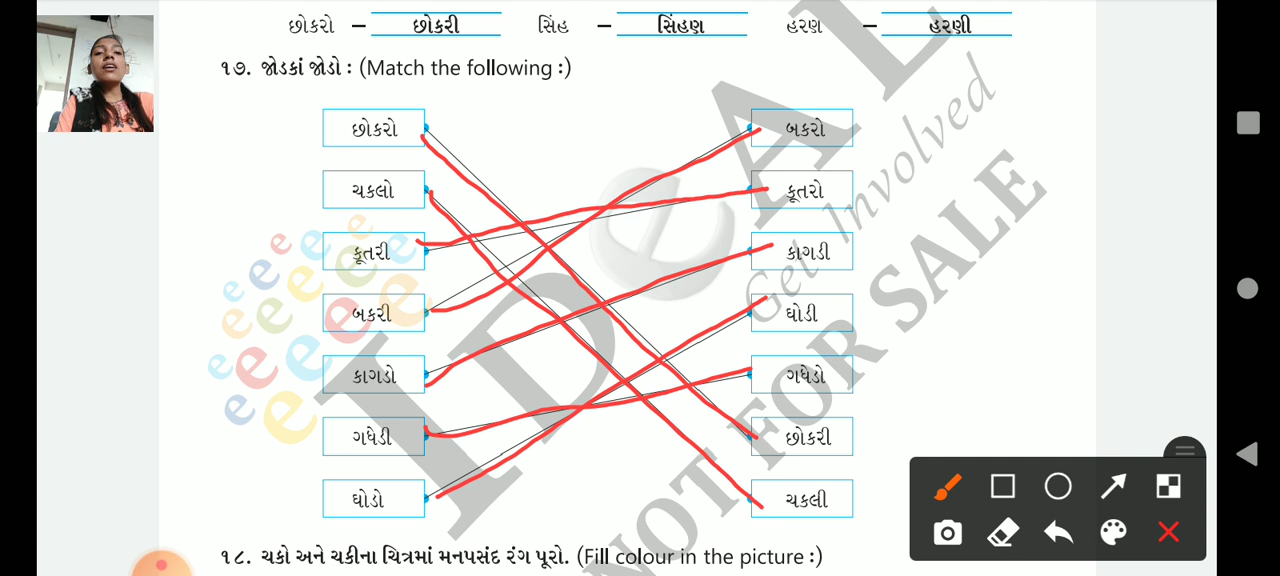 છોકરો – છોકરી સિંહ – સિંહણ હરણ – હરણી
૧૭. જોડકાં જોડો : (Match the following :)
છોકરો બકરો
ચકલો કૂતરો
કૂતરી કાગડી
બકરી ઘોડી
કાગડો ગધેડો
ગધેડી છોકરી
ઘોડો ચકલી
૧૮. ચકો અને ચકીના ચિત્રમાં મનપસંદ રંગ પૂરો. (Fill colour in the picture :)
IDeAL
Get Involved
NOT FOR SALE